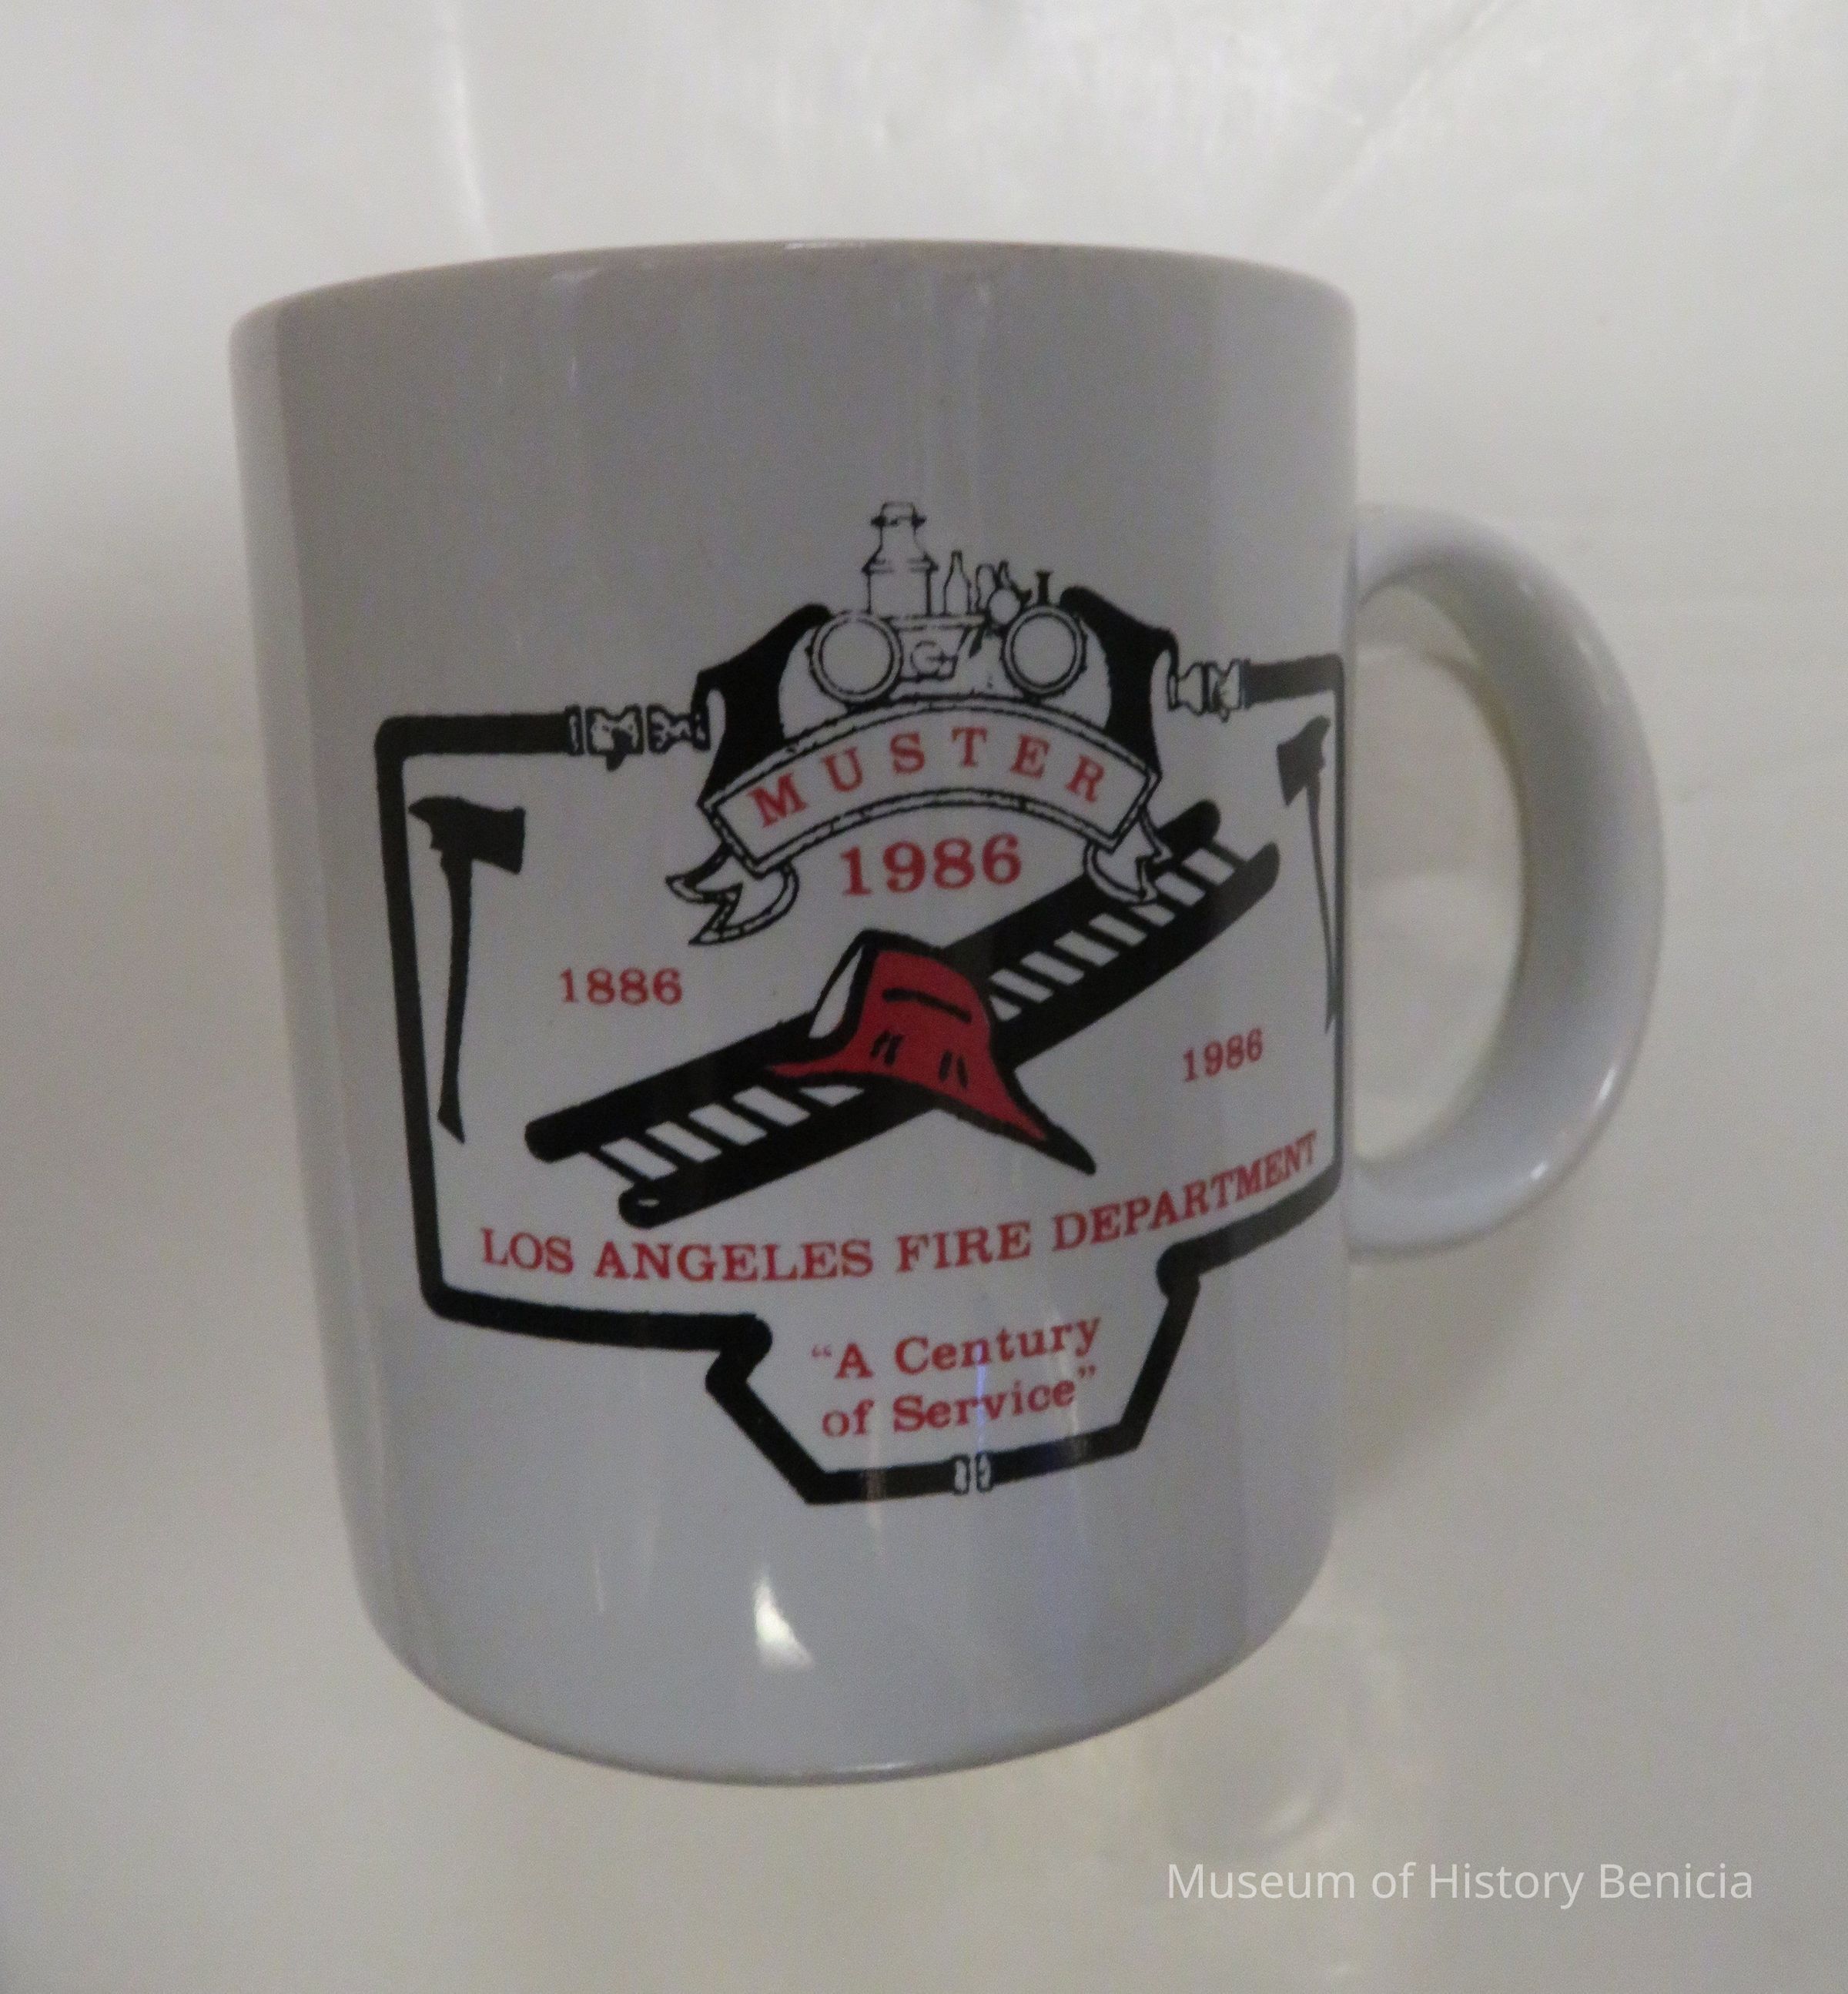 MUSTER
1986
1886
1986
LOS ANGELES FIRE DEPARTMENT
“A Century
of Service”
Museum of History Benicia